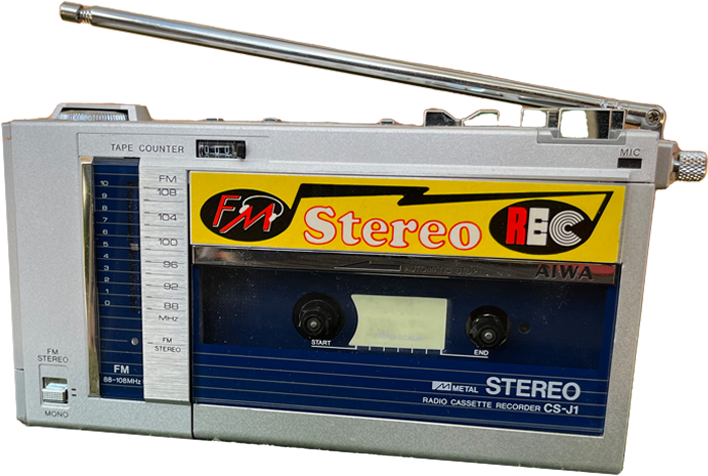 TAPE COUNTER
MIC
FM
108
104
100
96
92
88
MHz
FM
STEREO
10
9
8
7
6
5
4
3
2
1
0
FM
88-108MHz
FM
STEREO
MONO
FM Stereo REC
AUTOMATIC STOP
AIWA
START
END
METAL STEREO
RADIO CASSETTE RECORDER CS-J1